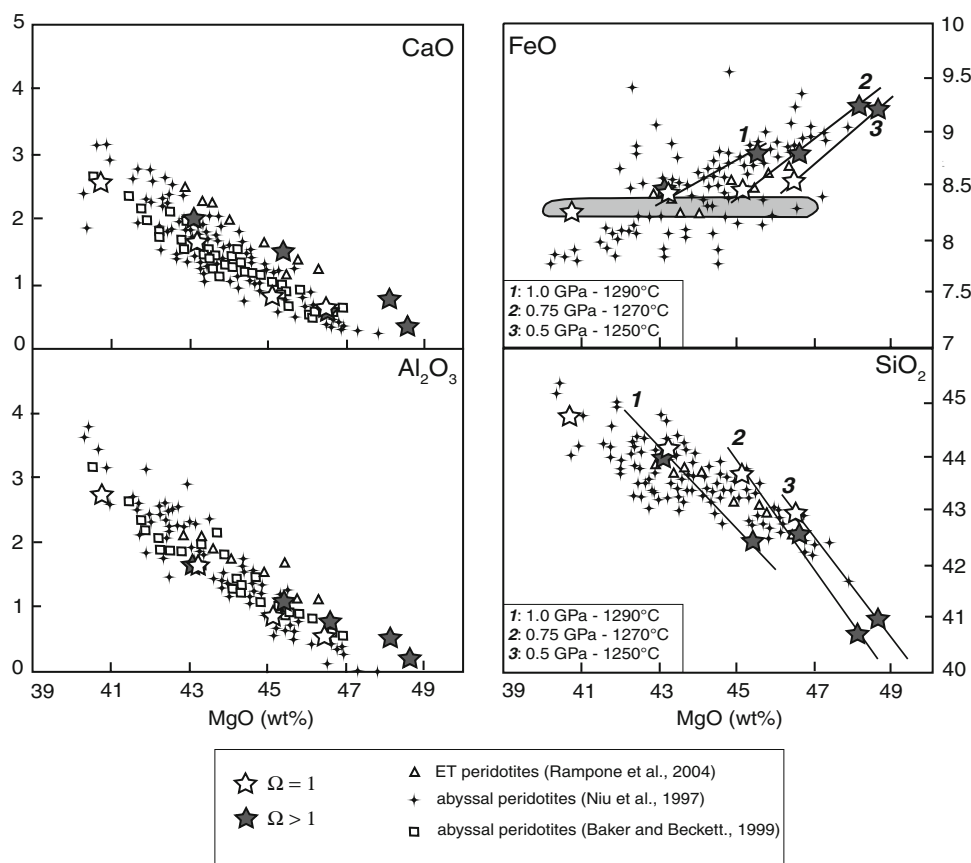 CaO
5
4
3
2
1
0
FeO
10
9.5
9
8.5
8
7.5
7
1
2
3
1: 1.0 GPa - 1290°C
2: 0.75 GPa - 1270°C
3: 0.5 GPa - 1250°C
Al₂O₃
4
3
2
1
0
39 41 43 45 47 49
MgO (wt%)
SiO₂
45
44
43
42
41
40
1
2
3
1: 1.0 GPa - 1290°C
2: 0.75 GPa - 1270°C
3: 0.5 GPa - 1250°C
39 41 43 45 47 49
MgO (wt%)
Ω = 1
Ω > 1
ET peridotites (Rampone et al., 2004)
abyssal peridotites (Niu et al., 1997)
abyssal peridotites (Baker and Beckett., 1999)